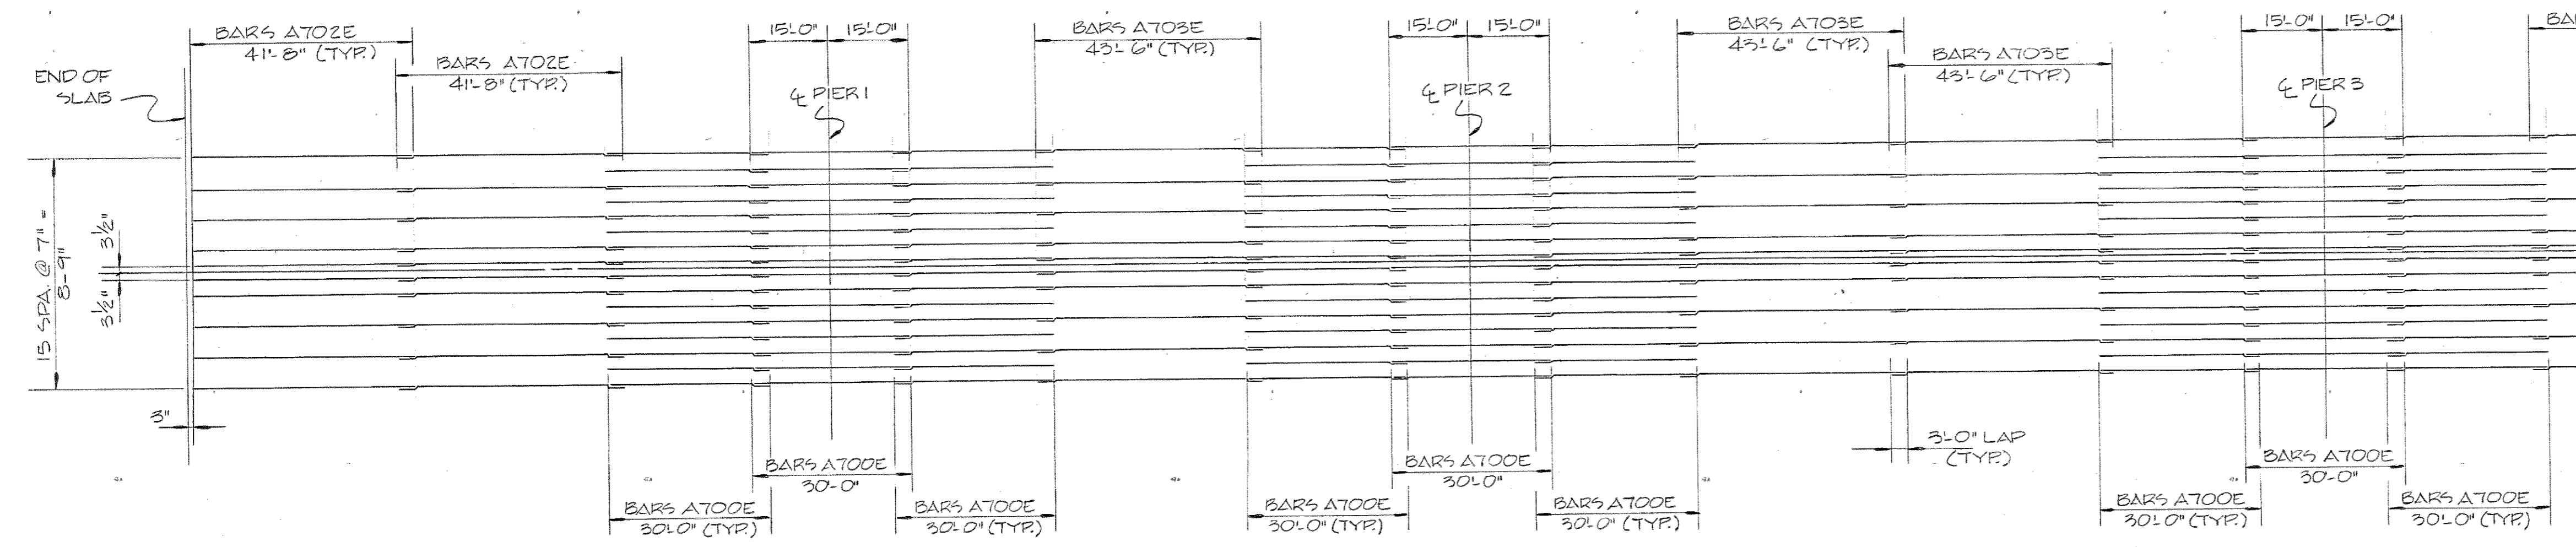 BARS A702E
41'-8" (TYP.)
BARS A702E
41'-8" (TYP.)
15'-0" 15'-0"
BARS A703E
43'-6" (TYP.)
15'-0" 15'-0"
BARS A703E
43'-6" (TYP.)
BARS A703E
43'-6" (TYP.)
15'-0" 15'-0"
BA
END OF
SLAB
℄ PIER 1
℄ PIER 2
℄ PIER 3
15 SPA. @ 7" =
8'-9"
3½"
3½"
3"
3'-0" LAP
(TYP.)
BARS A700E
30'-0"
BARS A700E
30'-0"
BARS A700E
30'-0"
BARS A700E
30'-0" (TYP.)
BARS A700E
30'-0" (TYP.)
BARS A700E
30'-0" (TYP.)
BARS A700E
30'-0" (TYP.)
BARS A700E
30'-0" (TYP.)
BARS A700E
30'-0" (TYP.)